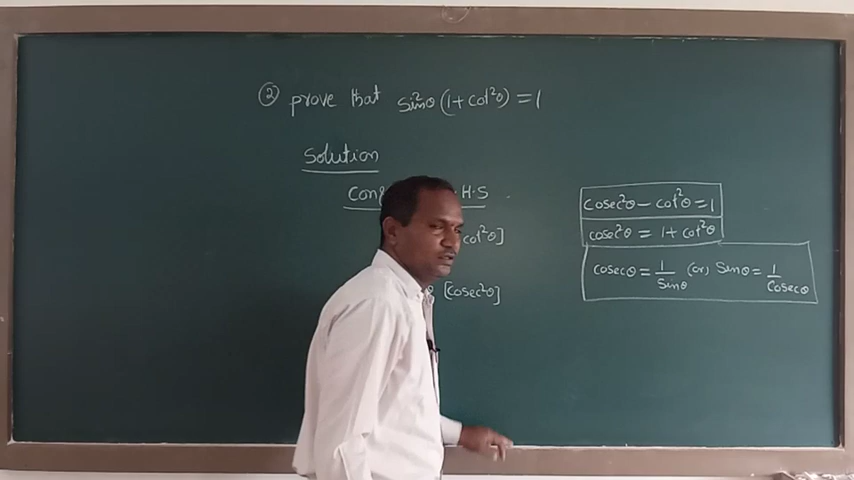 ② prove that sin²θ (1 + cot²θ) = 1
Solution
H·S
cot²θ]
[cosec²θ]
cosec²θ − cot²θ = 1
cosec²θ = 1 + cot²θ
cosecθ = 1/sinθ (or) sinθ = 1/cosecθ